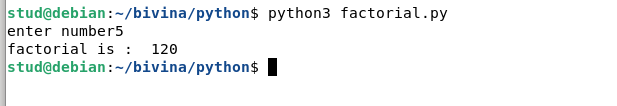 stud@debian:~/bivina/python$ python3 factorial.py
enter number5
factorial is :  120
stud@debian:~/bivina/python$